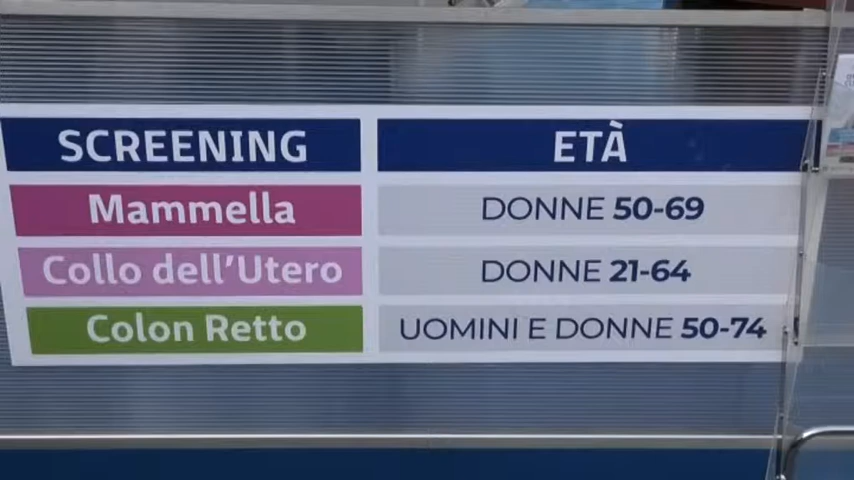 SCREENING ETÀ
Mammella DONNE 50-69
Collo dell'Utero DONNE 21-64
Colon Retto UOMINI E DONNE 50-74